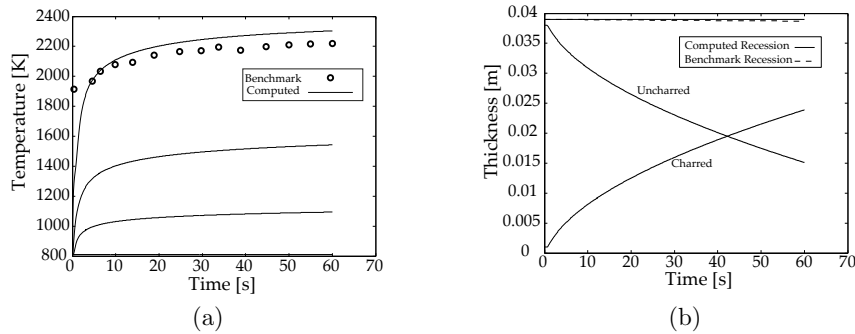 2400
2200
2000
1800
1600
1400
1200
1000
800
Temperature [K]
Benchmark
Computed
0 10 20 30 40 50 60 70
Time [s]
(a)
0.04
0.035
0.03
0.025
0.02
0.015
0.01
0.005
0
Thickness [m]
Computed Recession
Benchmark Recession
Uncharred
Charred
0 10 20 30 40 50 60 70
Time [s]
(b)